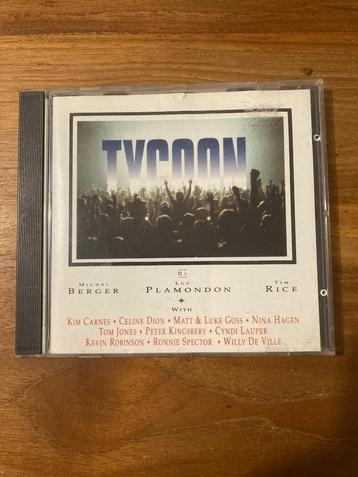 TYCOON
BY
MICHEL BERGER
LUC PLAMONDON
TIM RICE
WITH
KIM CARNES • CELINE DION • MATT & LUKE GOSS • NINA HAGEN
TOM JONES • PETER KINGSBERY • CYNDI LAUPER
KEVIN ROBINSON • RONNIE SPECTOR • WILLY DE VILLE